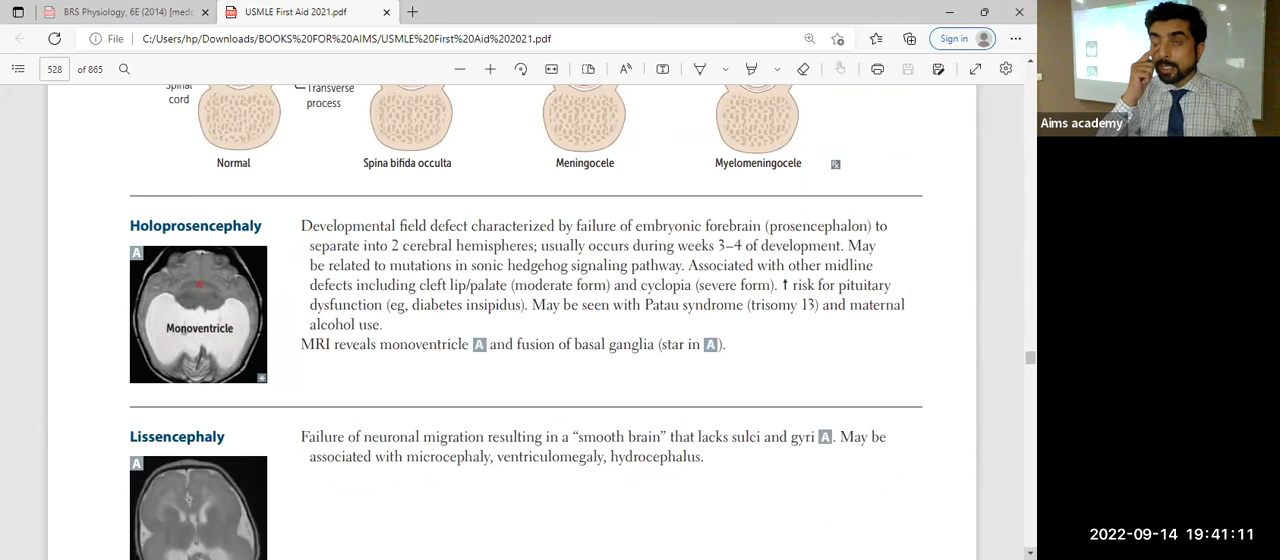 BRS Physiology, 6E (2014) [medc
USMLE First Aid 2021.pdf
File
C:/Users/hp/Downloads/BOOKS%20FOR%20AIMS/USMLE%20First%20Aid%202021.pdf
Sign in
528 of 865
Aims academy
Spinal
cord
Transverse
process
Normal
Spina bifida occulta
Meningocele
Myelomeningocele
Holoprosencephaly
A
Monoventricle
Developmental field defect characterized by failure of embryonic forebrain (prosencephalon) to
separate into 2 cerebral hemispheres; usually occurs during weeks 3–4 of development. May
be related to mutations in sonic hedgehog signaling pathway. Associated with other midline
defects including cleft lip/palate (moderate form) and cyclopia (severe form). ↑ risk for pituitary
dysfunction (eg, diabetes insipidus). May be seen with Patau syndrome (trisomy 13) and maternal
alcohol use.
MRI reveals monoventricle A and fusion of basal ganglia (star in A).
Lissencephaly
A
Failure of neuronal migration resulting in a “smooth brain” that lacks sulci and gyri A. May be
associated with microcephaly, ventriculomegaly, hydrocephalus.
2022-09-14 19:41:11